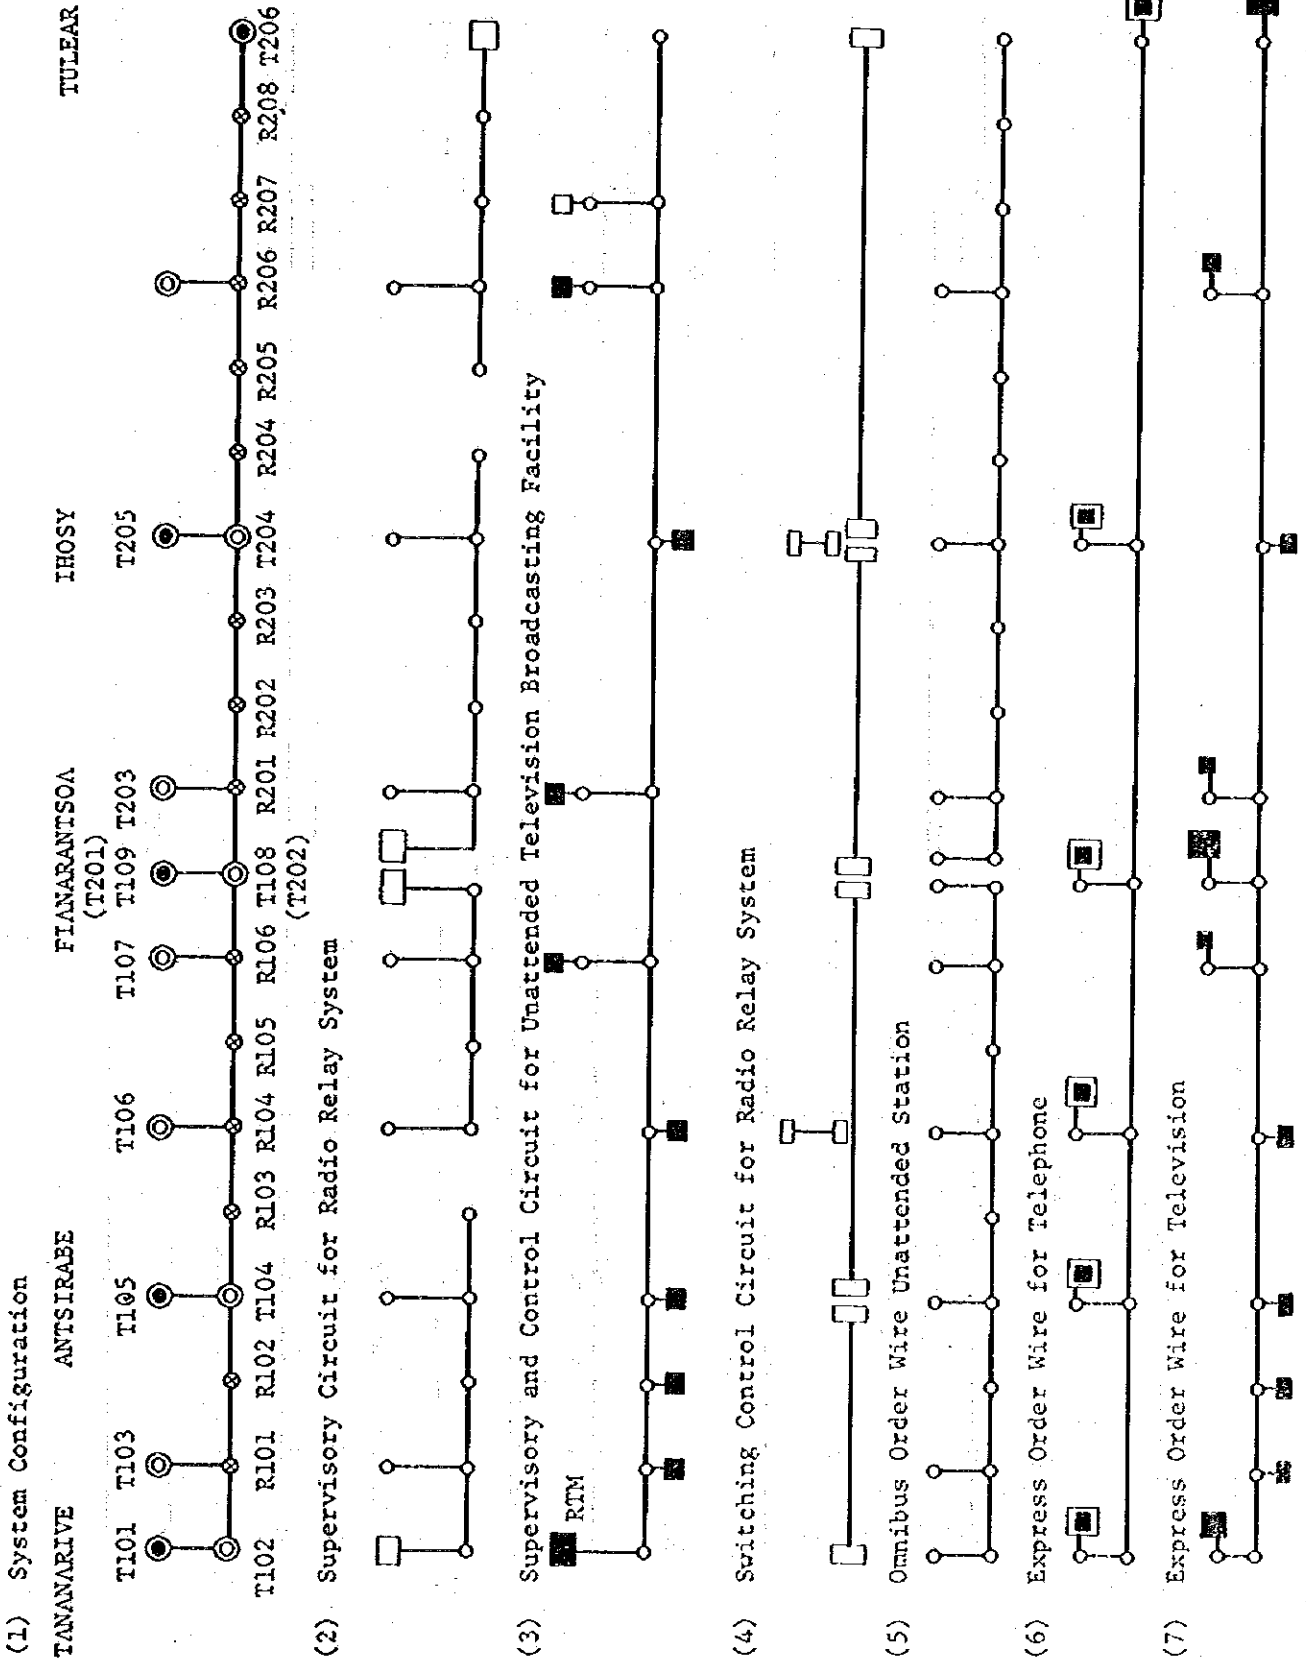 (1) System Configuration
TANANARIVE ANTSIRABE FIANARANTSOA IHOSY TULEAR
(T201)
T101 T103 T105 T106 T107 T109 T203 T205
T102 R101 R102 T104 R103 R104 R105 R106 T108 R201 R202 R203 T204 R204 R205 R206 R207 R208 T206
(T202)
(2) Supervisory Circuit for Radio Relay System
(3) Supervisory and Control Circuit for Unattended Television Broadcasting Facility
RTM
(4) Switching Control Circuit for Radio Relay System
(5) Omnibus Order Wire Unattended Station
(6) Express Order Wire for Telephone
(7) Express Order Wire for Television